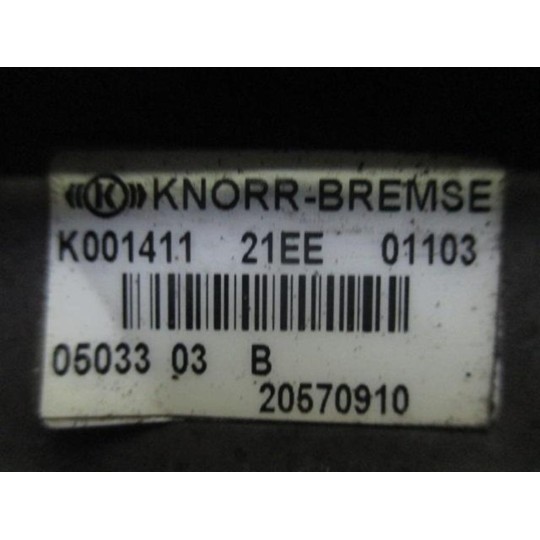 ((K)) KNORR-BREMSE
K001411 21EE 01103
05033 03 B
20570910